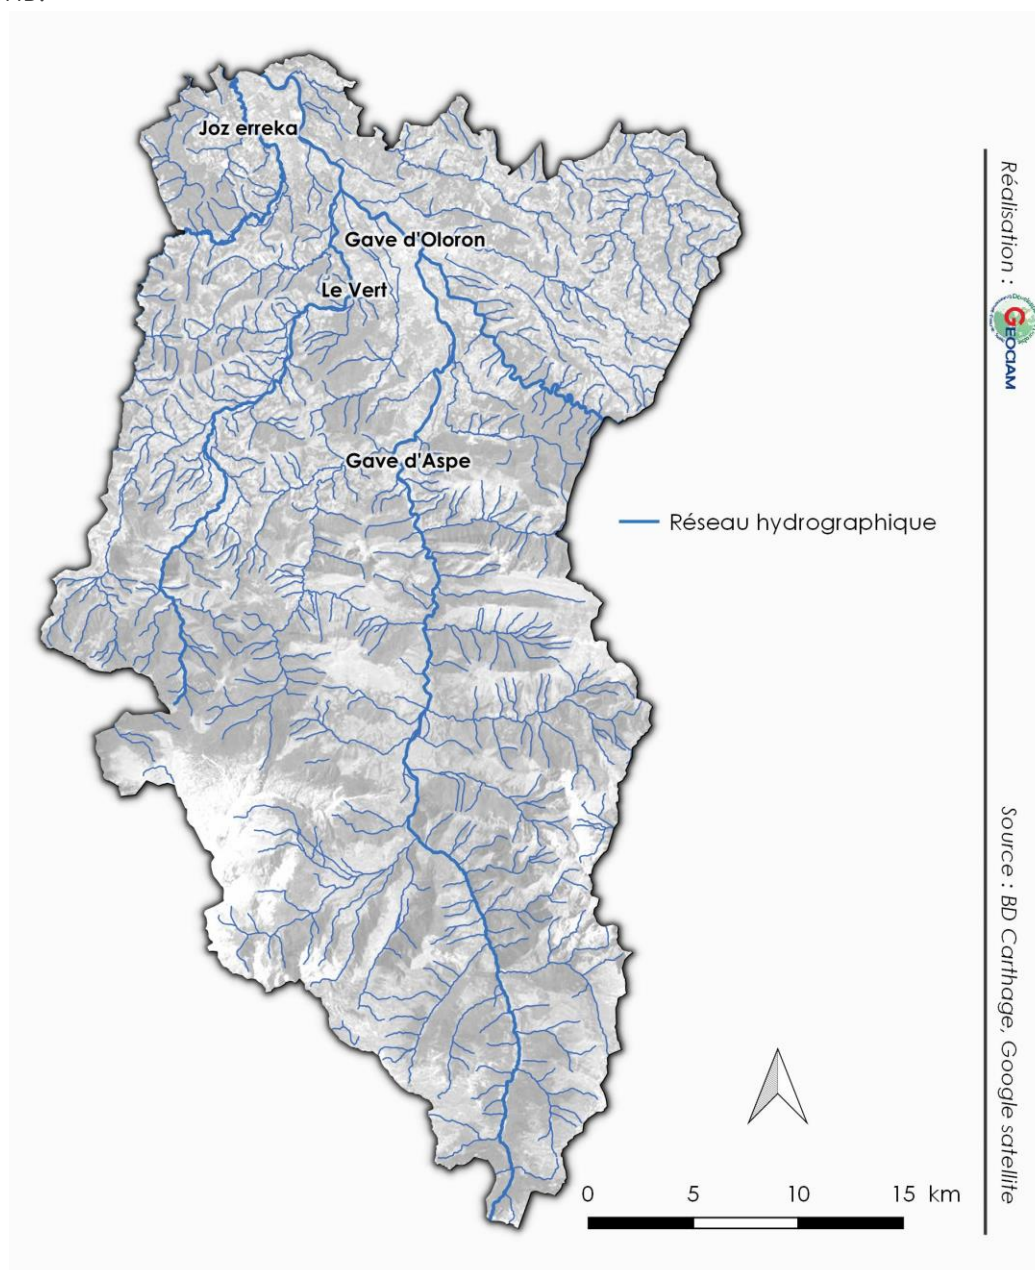 Joz erreka
Gave d'Oloron
Le Vert
Gave d'Aspe
Réseau hydrographique
0 5 10 15 km
Réalisation :
GEOCIAM
Source : BD Carthage, Google satellite